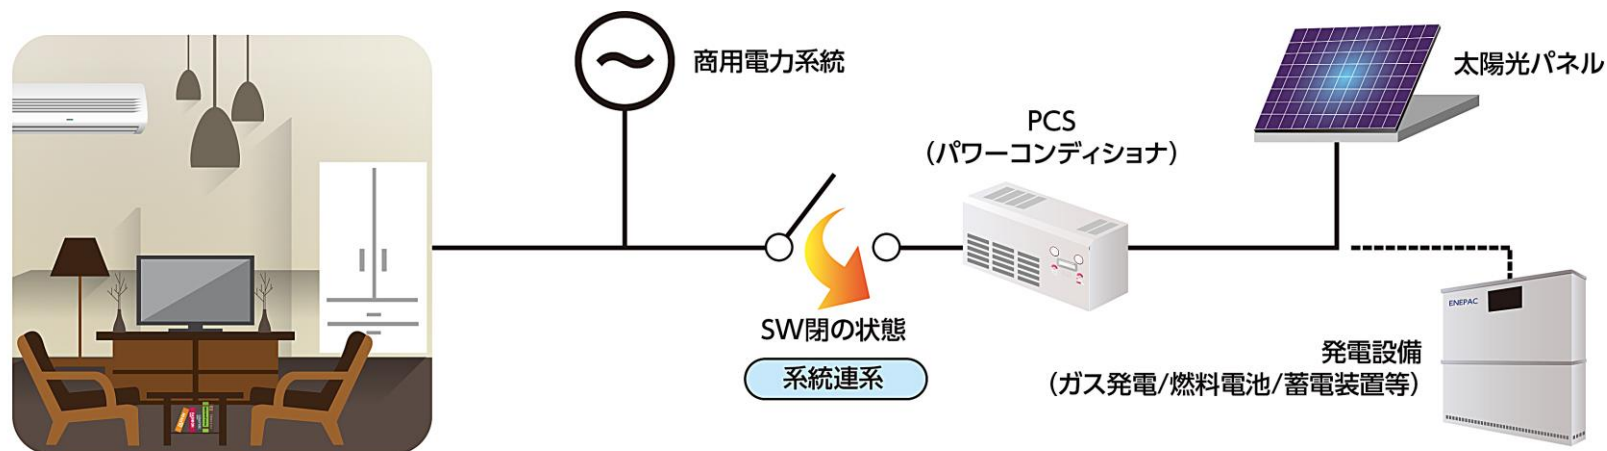 商用電力系統
太陽光パネル
PCS
（パワーコンディショナ）
SW閉の状態
系統連系
ENEPAC
発電設備
（ガス発電/燃料電池/蓄電装置等）